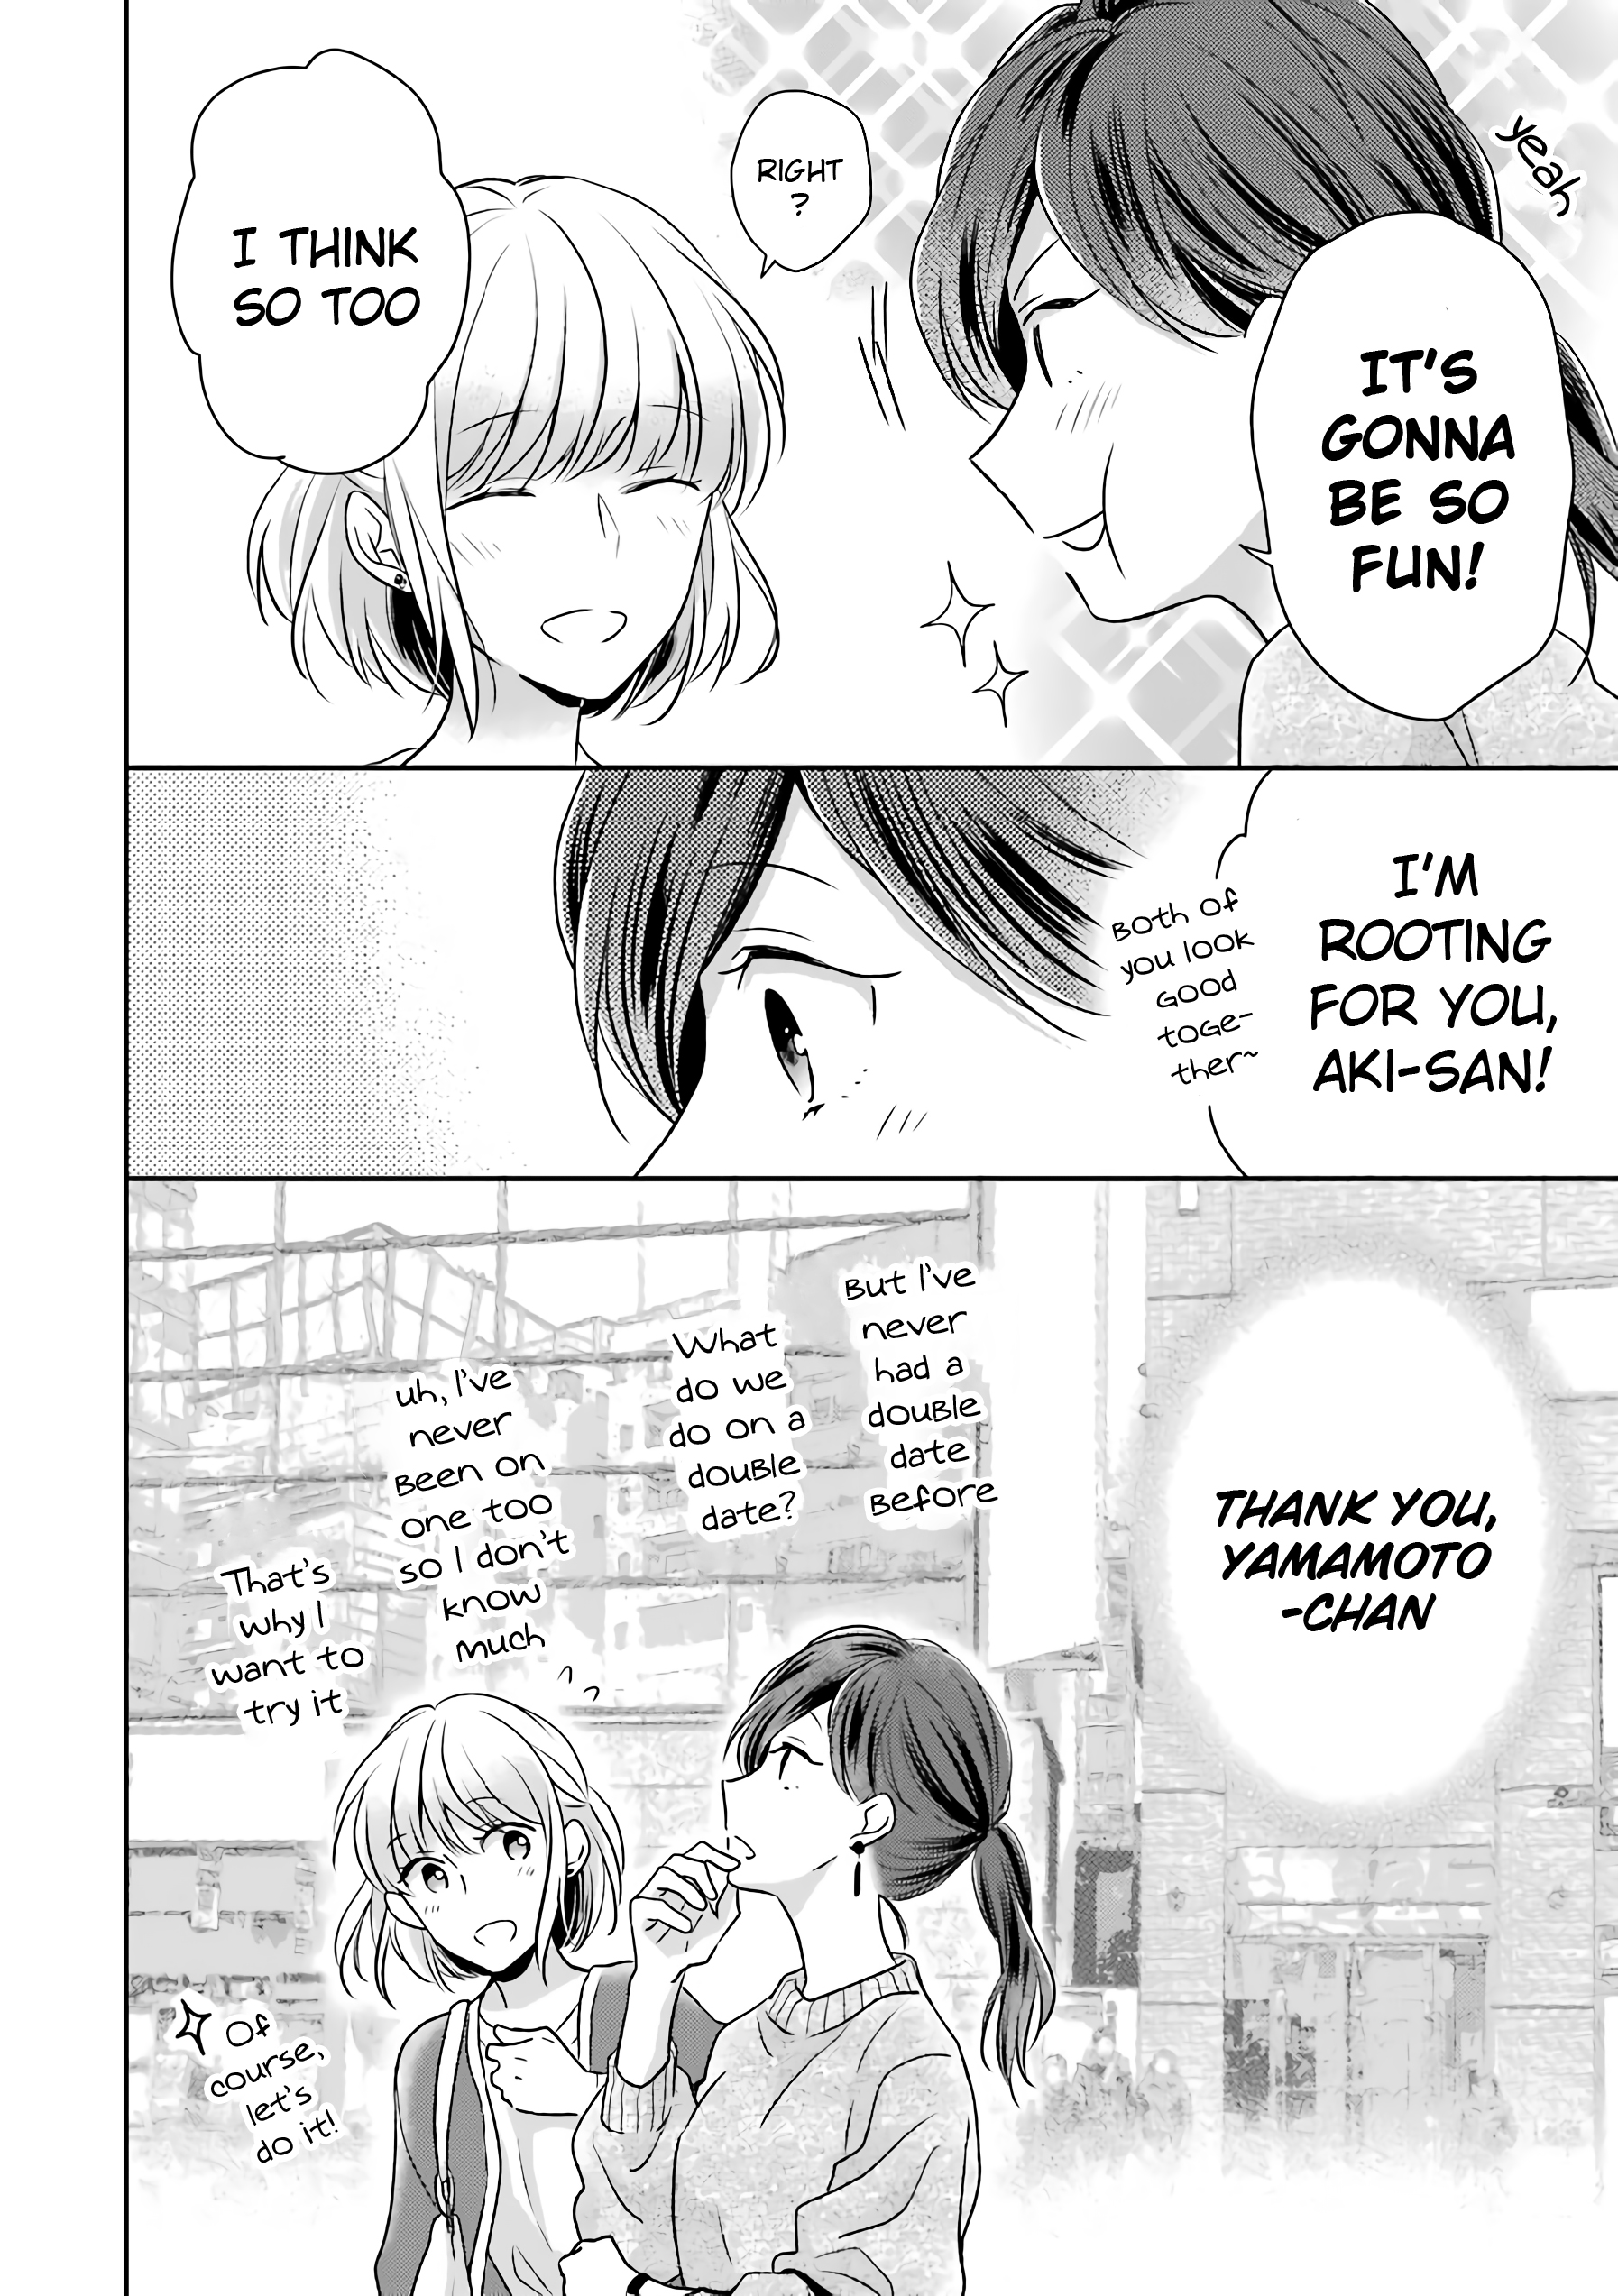 yeah
IT'S
GONNA
BE SO
FUN!
RIGHT
?
I THINK
SO TOO
I'M
ROOTING
FOR YOU,
AKI-SAN!
Both of
you look
good
toge-
ther~
THANK YOU,
YAMAMOTO
-CHAN
But I've
never
had a
double
date
before
What
do we
do on a
double
date?
uh, I've
never
been on
one too
so I don't
know
much
That's
why I
want to
try it
Of
course,
let's
do it!